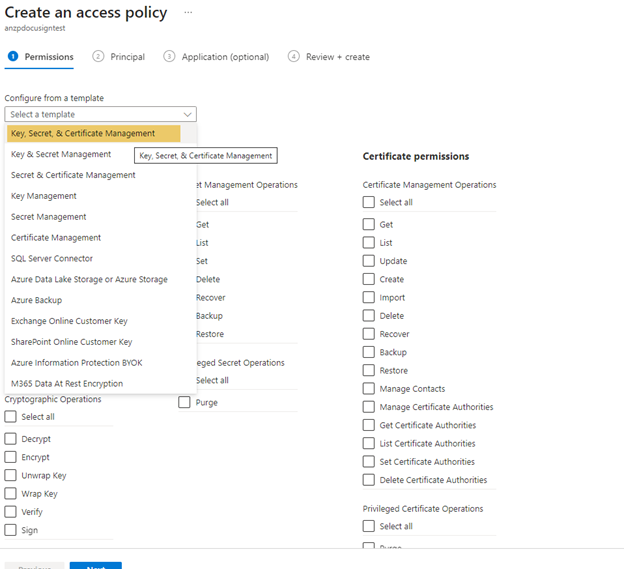 Create an access policy ...
anzpdocusigntest
1 Permissions 2 Principal 3 Application (optional) 4 Review + create
Configure from a template
Select a template
Key, Secret, & Certificate Management
Key & Secret Management
Key, Secret, & Certificate Management
Secret & Certificate Management
Key Management
Secret Management
Certificate Management
SQL Server Connector
Azure Data Lake Storage or Azure Storage
Azure Backup
Exchange Online Customer Key
SharePoint Online Customer Key
Azure Information Protection BYOK
M365 Data At Rest Encryption
Cryptographic Operations
Select all
Decrypt
Encrypt
Unwrap Key
Wrap Key
Verify
Sign
et Management Operations
Select all
Get
List
Set
Delete
Recover
Backup
Restore
leged Secret Operations
Select all
Purge
Certificate permissions
Certificate Management Operations
Select all
Get
List
Update
Create
Import
Delete
Recover
Backup
Restore
Manage Contacts
Manage Certificate Authorities
Get Certificate Authorities
List Certificate Authorities
Set Certificate Authorities
Delete Certificate Authorities
Privileged Certificate Operations
Select all
Purge
Previous Next